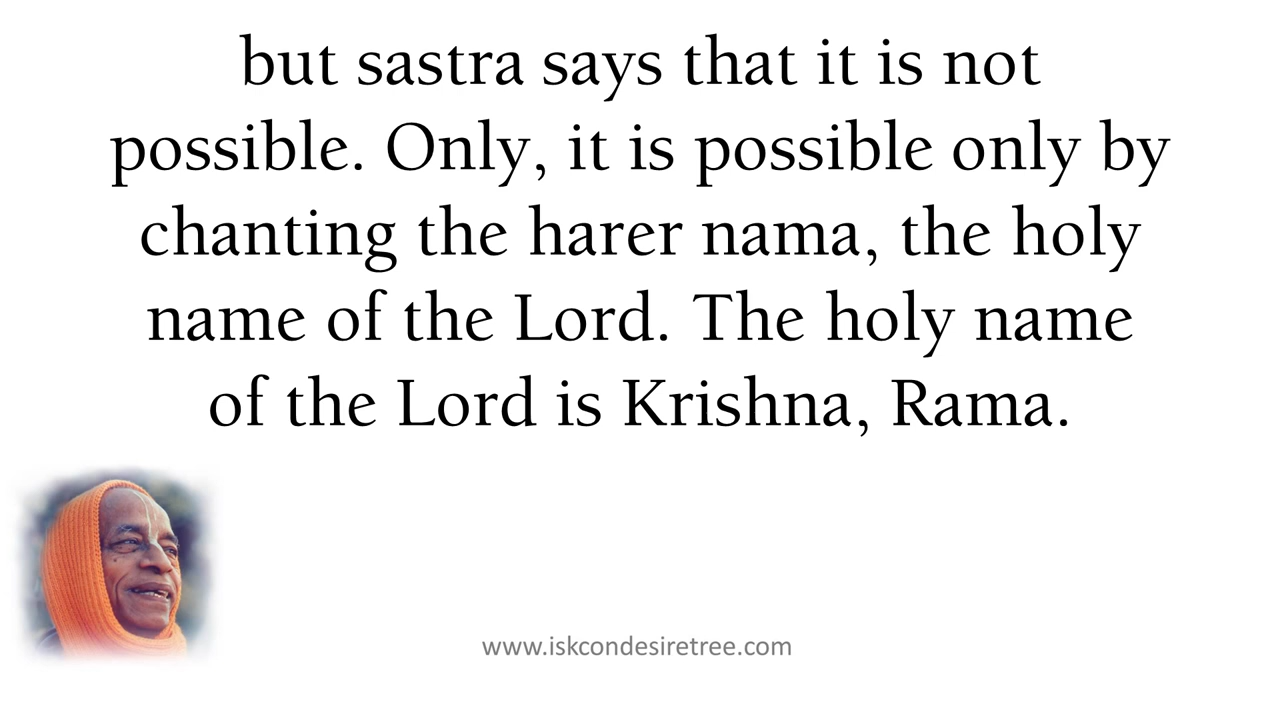 but sastra says that it is not
possible. Only, it is possible only by
chanting the harer nama, the holy
name of the Lord. The holy name
of the Lord is Krishna, Rama.
www.iskcondesiretree.com